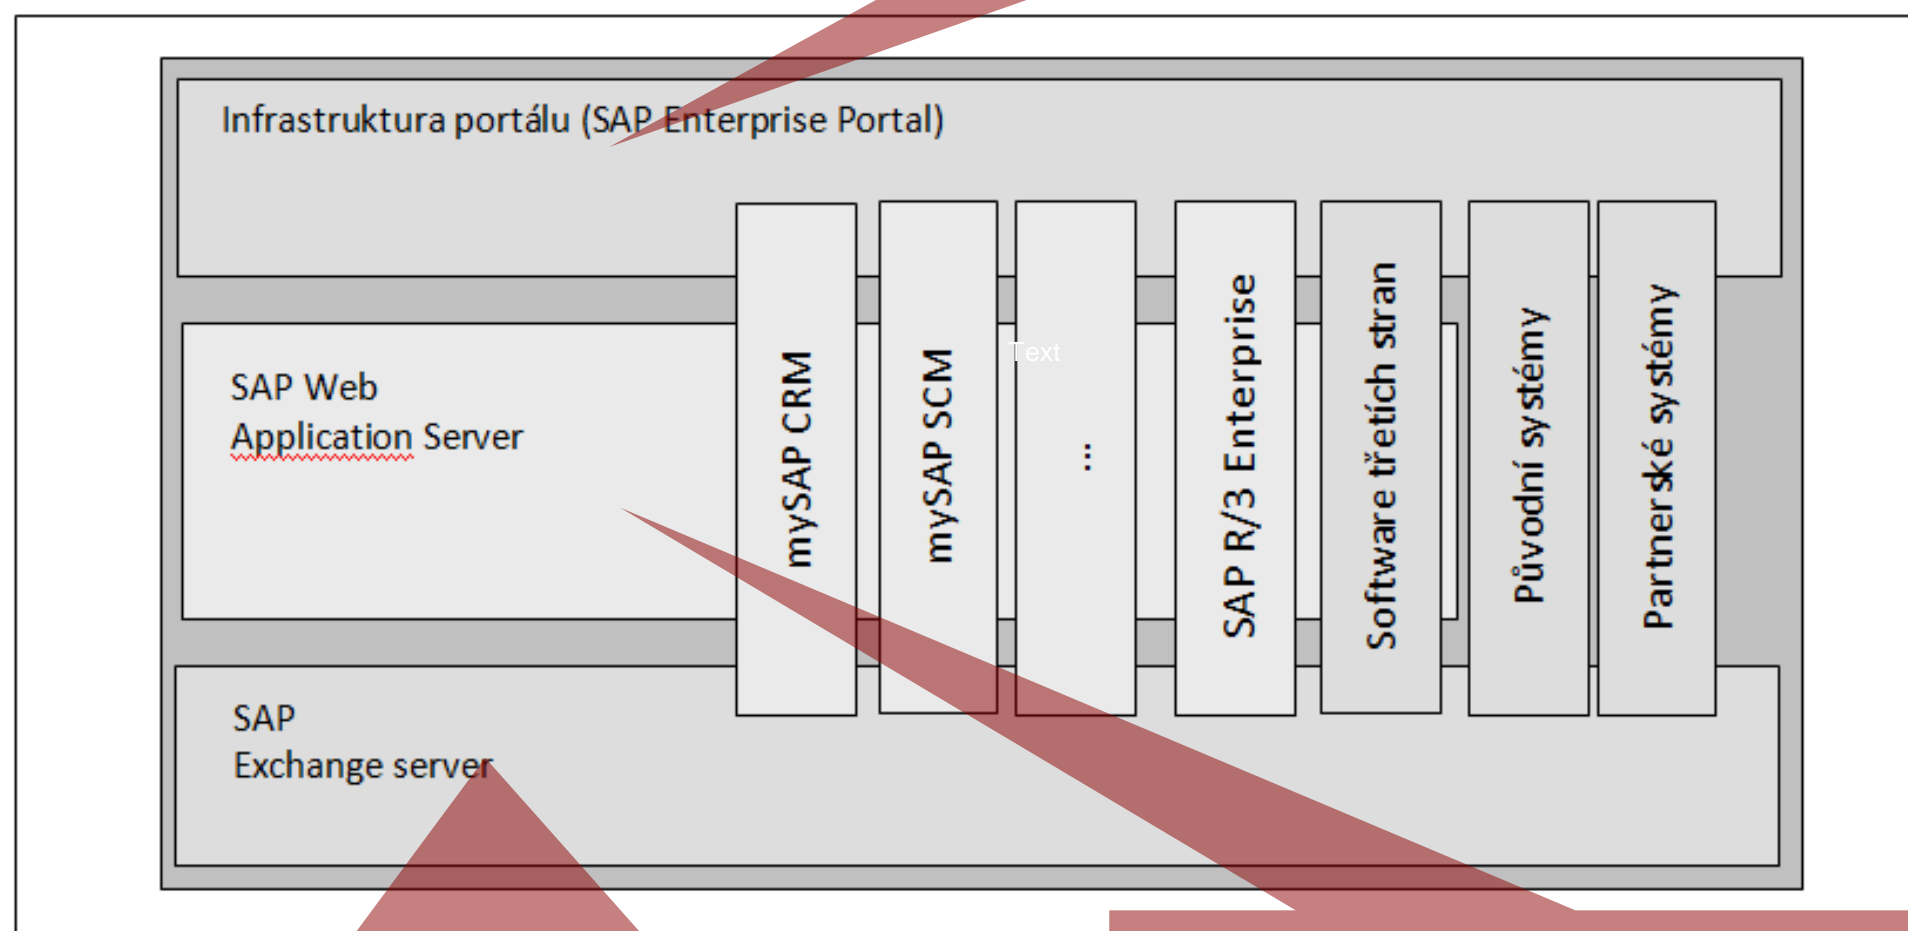 Infrastruktura portálu (SAP Enterprise Portal)
SAP Web
Application Server
SAP
Exchange server
mySAP CRM
mySAP SCM
Text
...
SAP R/3 Enterprise
Software třetích stran
Původní systémy
Partnerské systémy